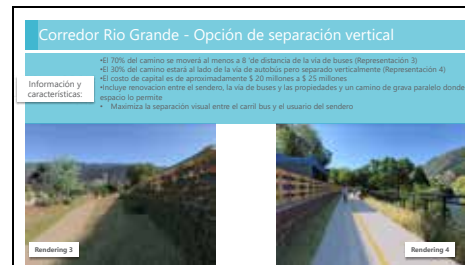 Corredor Rio Grande - Opción de separación vertical
•El 70% del camino se moverá al menos a 8 'de distancia de la vía de buses (Representación 3)
•El 30% del camino estará al lado de la vía de autobús pero separado verticalmente (Representación 4)
•El costo de capital es de aproximadamente $ 20 millones a $ 25 millones
•Incluye renovacion entre el sendero, la vía de buses y las propiedades y un camino de grava paralelo donde
espacio lo permite
• Maximiza la separación visual entre el carril bus y el usuario del sendero
Información y
características:
Rendering 3
Rendering 4